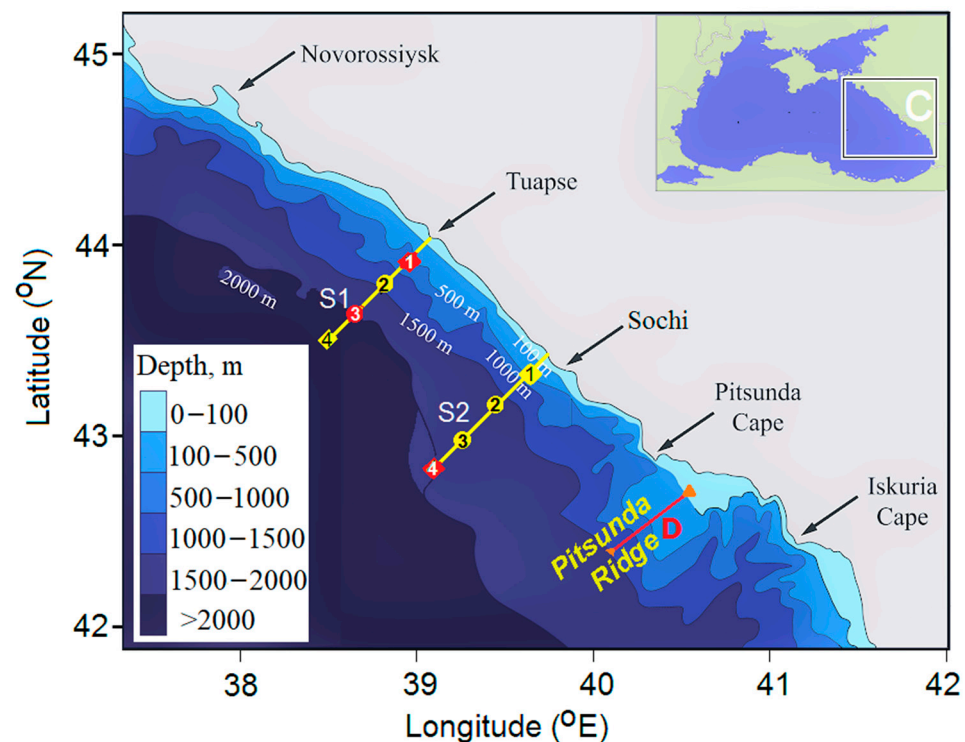 45
44
43
42
Latitude (°N)
38
39
40
41
42
Longitude (°E)
Novorossiysk
Tuapse
Sochi
Pitsunda
Cape
Iskuria
Cape
C
S1
1
2
3
4
S2
1
2
3
4
2000 m
1500 m
1000 m
500 m
100 m
Pitsunda
Ridge
D
Depth, m
0–100
100–500
500–1000
1000–1500
1500–2000
>2000